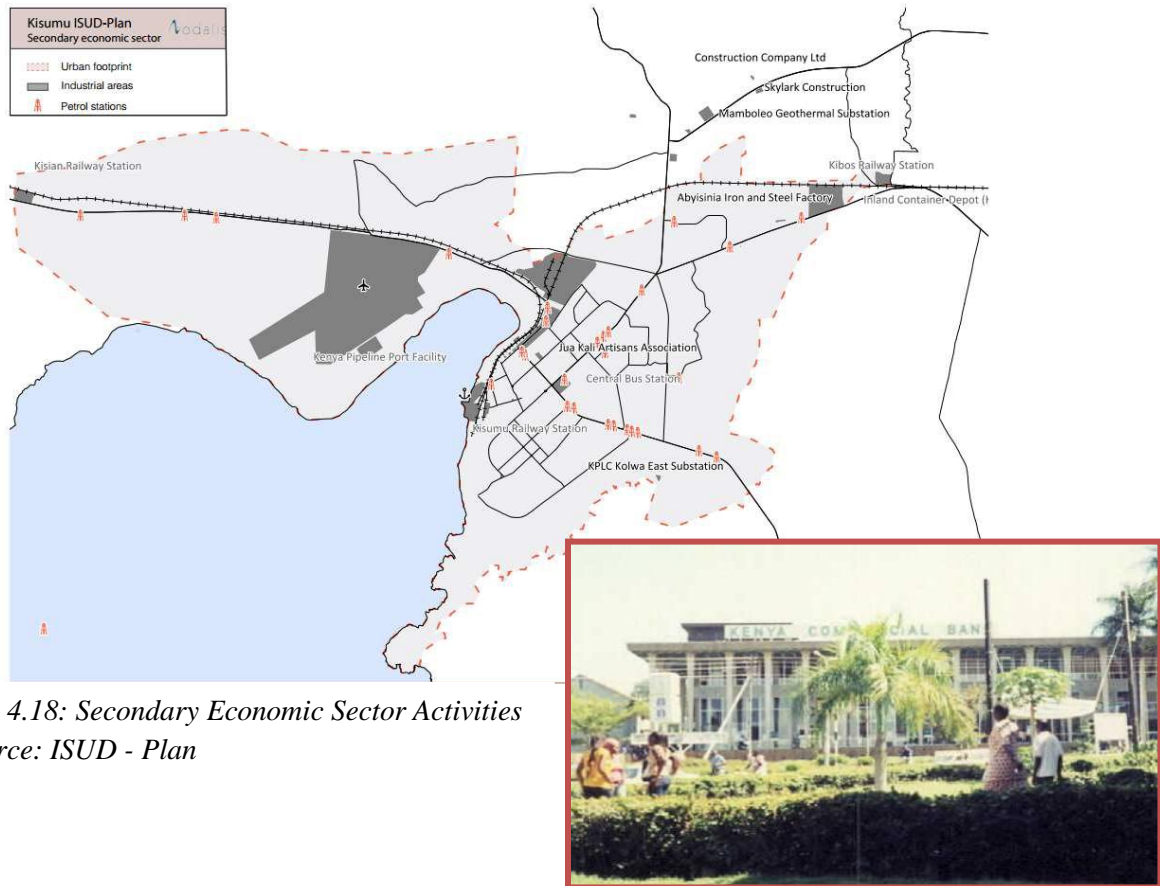 Kisumu ISUD-Plan
Secondary economic sector
Nodalis
Urban footprint
Industrial areas
Petrol stations
Construction Company Ltd
Skylark Construction
Mamboleo Geothermal Substation
Kisian Railway Station
Kibos Railway Station
Abyisinia Iron and Steel Factory
Inland Container Depot (
Kenya Pipeline Port Facility
Jua Kali Artisans Association
Central Bus Station
Kisumu Railway Station
KPLC Kolwa East Substation
KENYA COMMERCIAL BANK
4.18: Secondary Economic Sector Activities
rce: ISUD - Plan